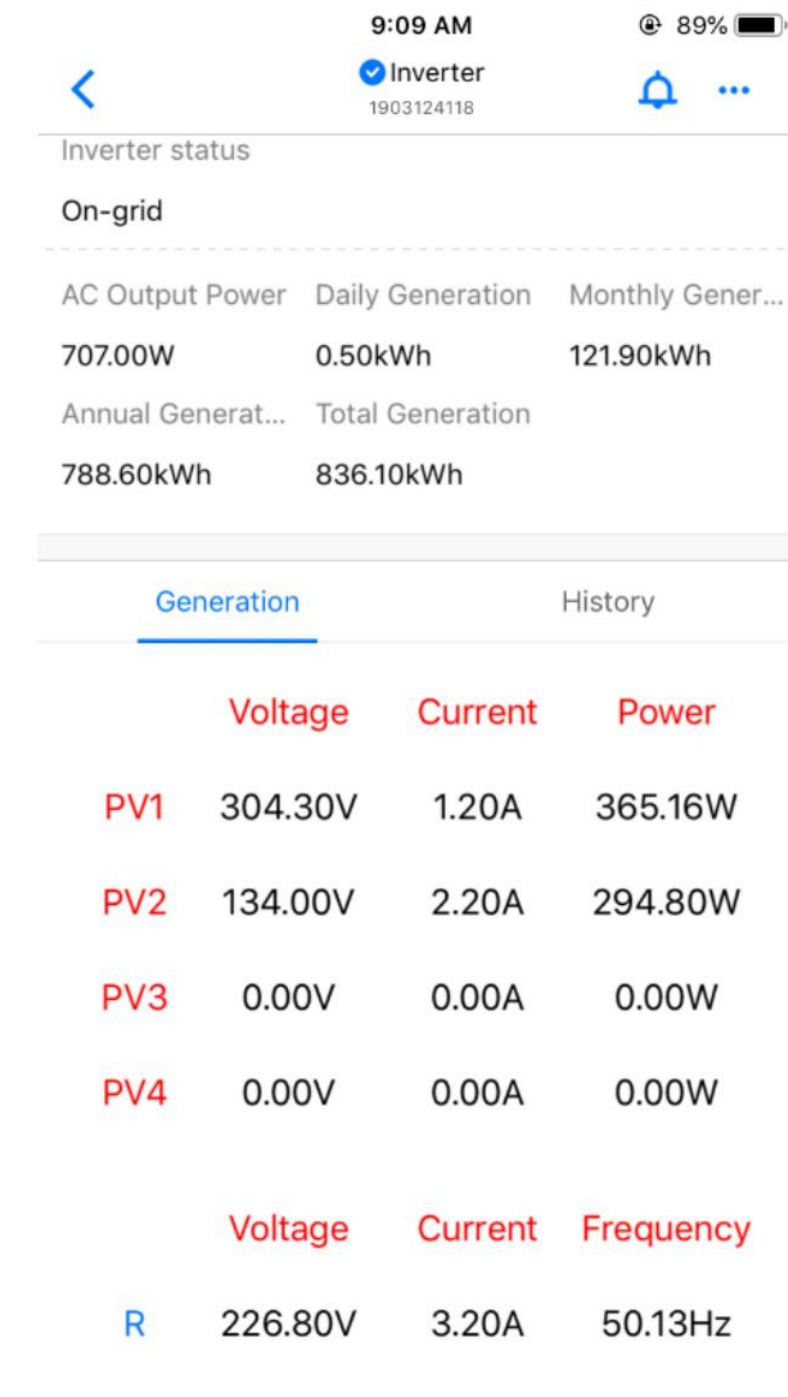 9:09 AM 89%
Inverter
1903124118
Inverter status
On-grid
AC Output Power Daily Generation Monthly Gener...
707.00W 0.50kWh 121.90kWh
Annual Generat... Total Generation
788.60kWh 836.10kWh
Generation History
Voltage Current Power
PV1 304.30V 1.20A 365.16W
PV2 134.00V 2.20A 294.80W
PV3 0.00V 0.00A 0.00W
PV4 0.00V 0.00A 0.00W
Voltage Current Frequency
R 226.80V 3.20A 50.13Hz